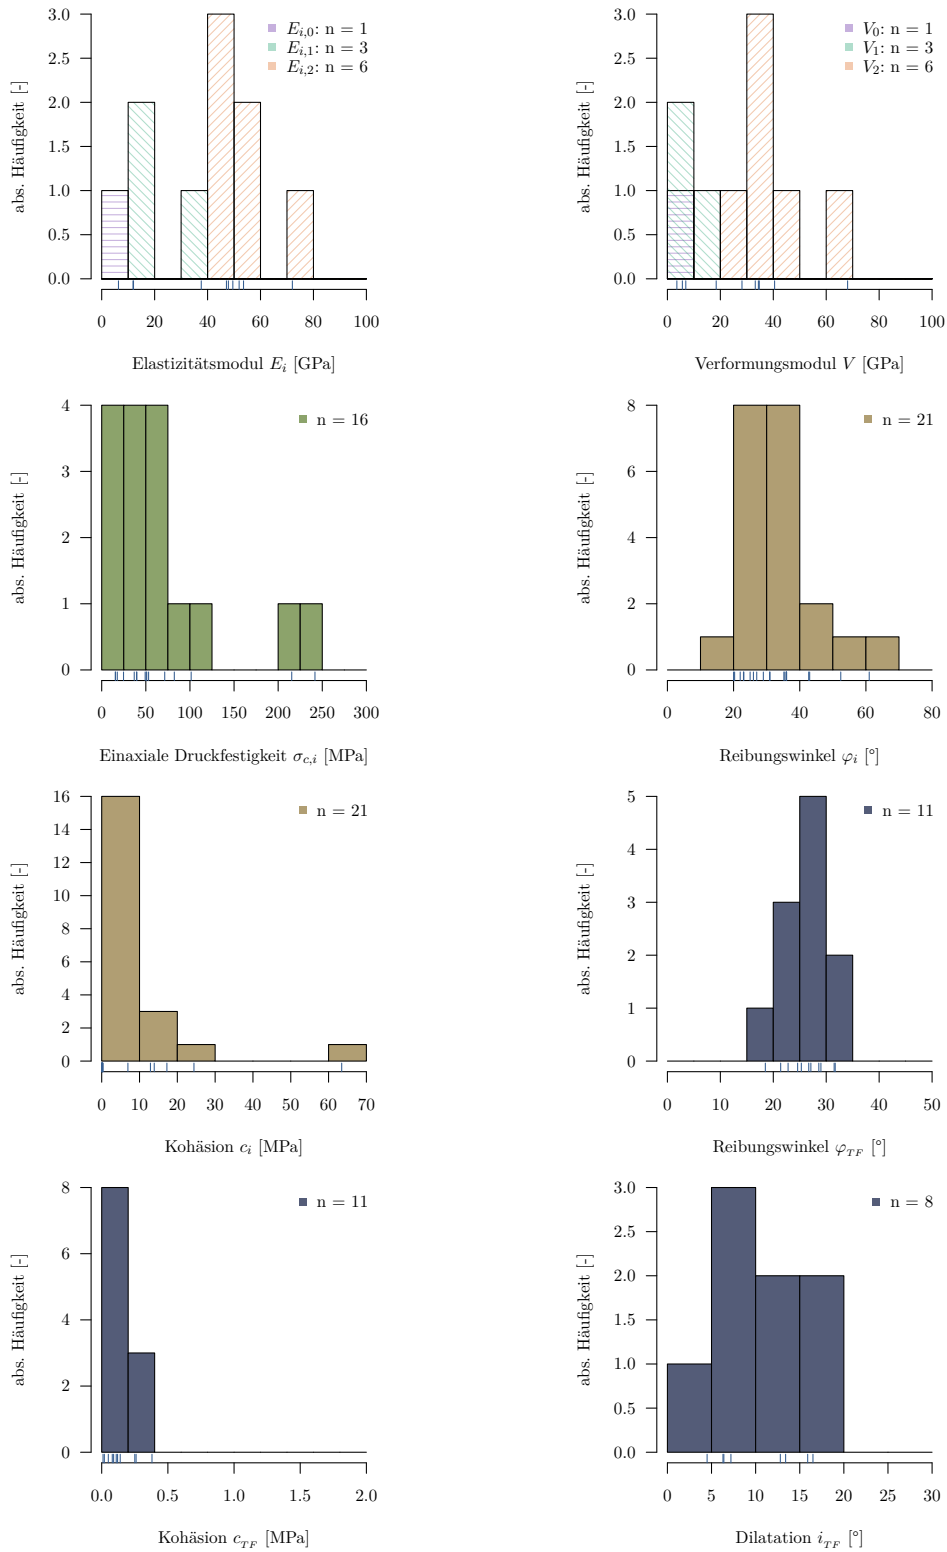 3.0
2.5
2.0
1.5
1.0
0.5
0.0
abs. Häufigkeit [-]
E_{i,0}: n = 1
E_{i,1}: n = 3
E_{i,2}: n = 6
0 20 40 60 80 100
Elastizitätsmodul E_i [GPa]
3.0
2.5
2.0
1.5
1.0
0.5
0.0
abs. Häufigkeit [-]
V_0: n = 1
V_1: n = 3
V_2: n = 6
0 20 40 60 80 100
Verformungsmodul V [GPa]
4
3
2
1
0
abs. Häufigkeit [-]
n = 16
0 50 100 150 200 250 300
Einaxiale Druckfestigkeit σ_{c,i} [MPa]
8
6
4
2
0
abs. Häufigkeit [-]
n = 21
0 20 40 60 80
Reibungswinkel φ_i [°]
16
14
12
10
8
6
4
2
0
abs. Häufigkeit [-]
n = 21
0 10 20 30 40 50 60 70
Kohäsion c_i [MPa]
5
4
3
2
1
0
abs. Häufigkeit [-]
n = 11
0 10 20 30 40 50
Reibungswinkel φ_{TF} [°]
8
6
4
2
0
abs. Häufigkeit [-]
n = 11
0.0 0.5 1.0 1.5 2.0
Kohäsion c_{TF} [MPa]
3.0
2.5
2.0
1.5
1.0
0.5
0.0
abs. Häufigkeit [-]
n = 8
0 5 10 15 20 25 30
Dilatation i_{TF} [°]